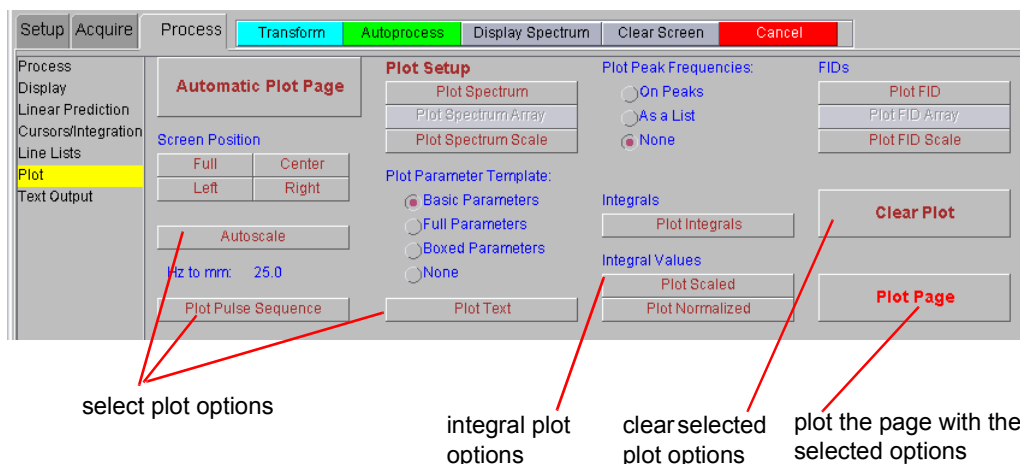 Setup Acquire Process Transform Autoprocess Display Spectrum Clear Screen Cancel
Process
Display
Linear Prediction
Cursors/Integration
Line Lists
Plot
Text Output
Automatic Plot Page
Screen Position
Full Center
Left Right
Autoscale
Hz to mm: 25.0
Plot Pulse Sequence
Plot Setup
Plot Spectrum
Plot Spectrum Array
Plot Spectrum Scale
Plot Parameter Template:
Basic Parameters
Full Parameters
Boxed Parameters
None
Plot Text
Plot Peak Frequencies:
On Peaks
As a List
None
Integrals
Plot Integrals
Integral Values
Plot Scaled
Plot Normalized
FIDs
Plot FID
Plot FID Array
Plot FID Scale
Clear Plot
Plot Page
select plot options
integral plot
options
clear selected
plot options
plot the page with the
selected options